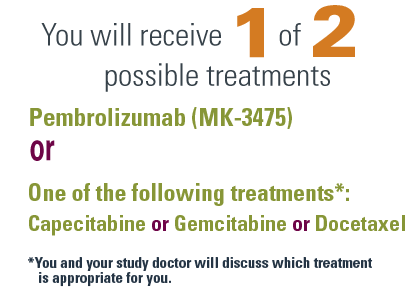 You will receive 1 of 2
possible treatments
Pembrolizumab (MK-3475)
or
One of the following treatments*:
Capecitabine or Gemcitabine or Docetaxel
*You and your study doctor will discuss which treatment
is appropriate for you.